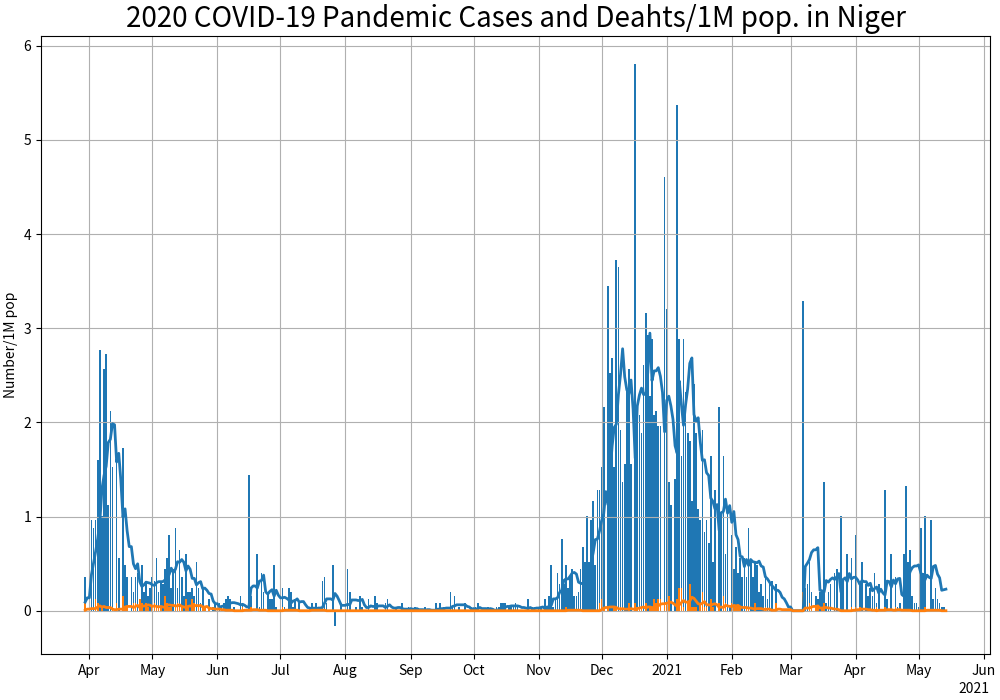 2020 COVID-19 Pandemic Cases and Deahts/1M pop. in Niger
Number/1M pop
6
5
4
3
2
1
0
Apr May Jun Jul Aug Sep Oct Nov Dec 2021 Feb Mar Apr May Jun
2021